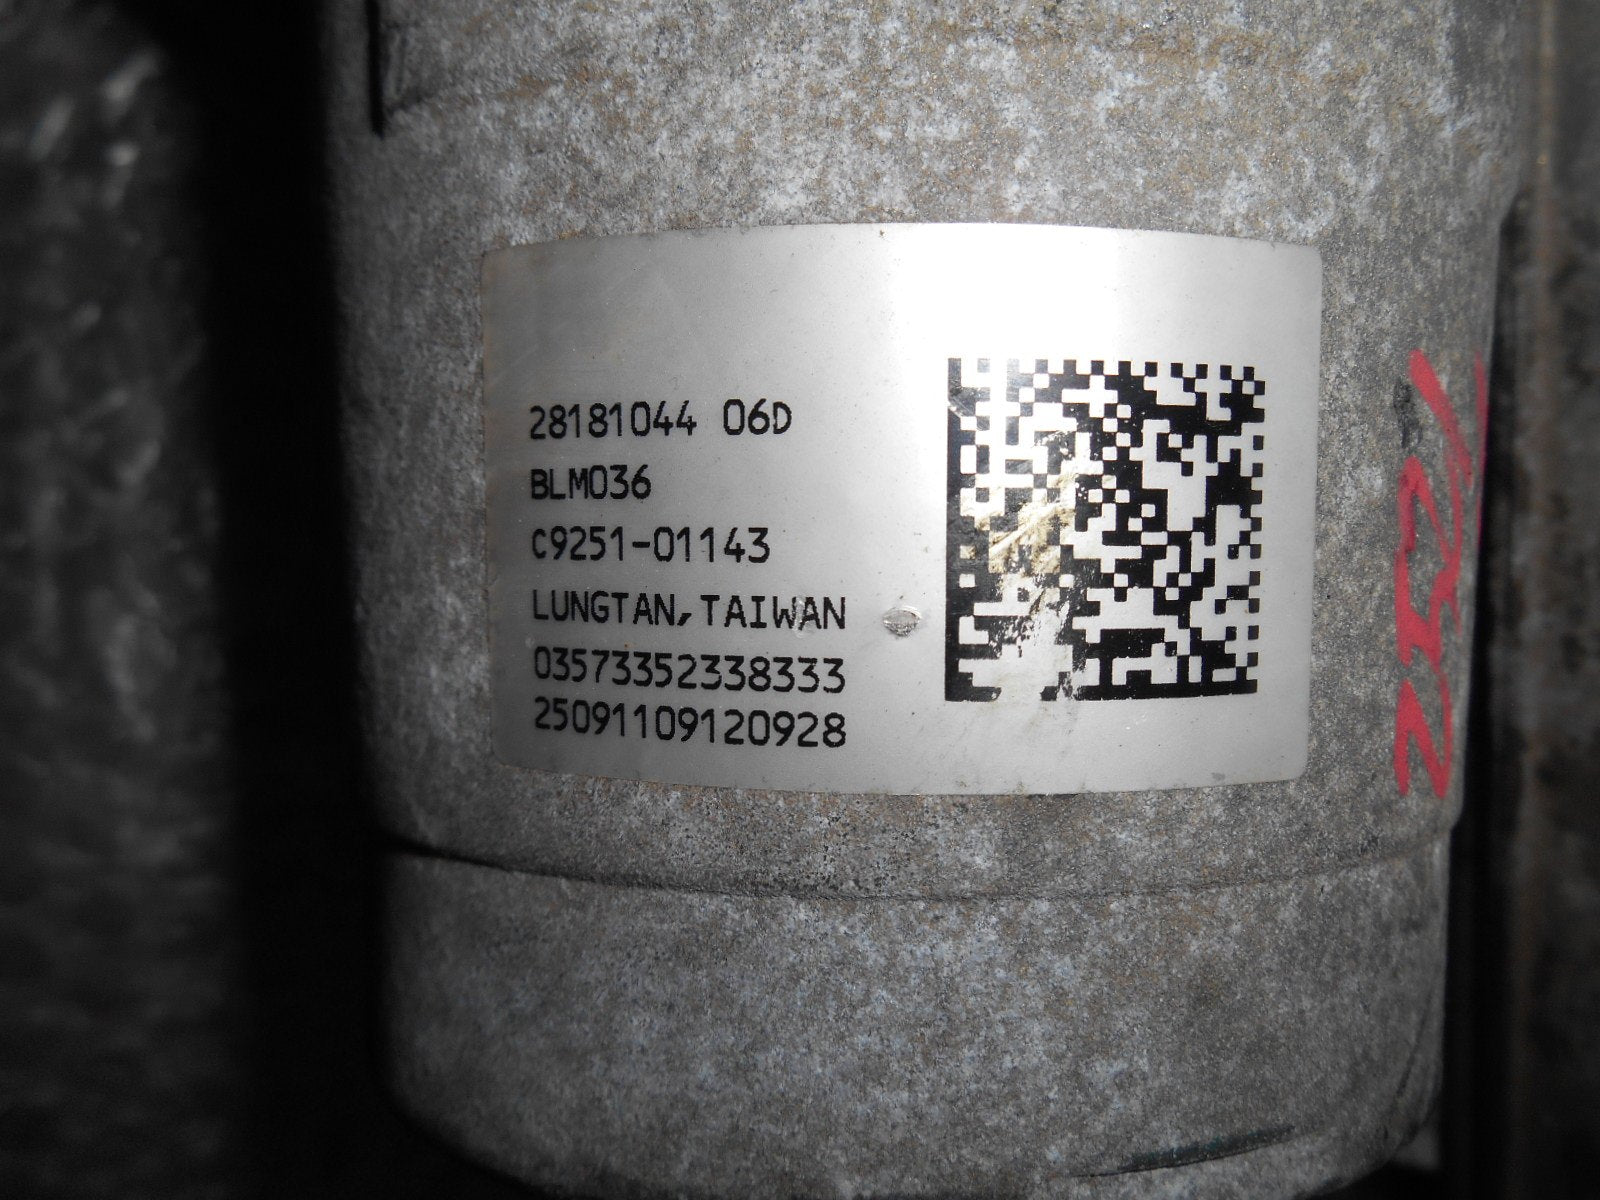 28181044 06D
BLM036
C9251-01143
LUNGTAN, TAIWAN
03573352338333
25091109120928